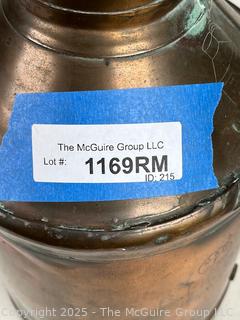 The McGuire Group LLC
Lot #: 1169RM
ID: 215
Copyright 2025 - The McGuire Group LLC